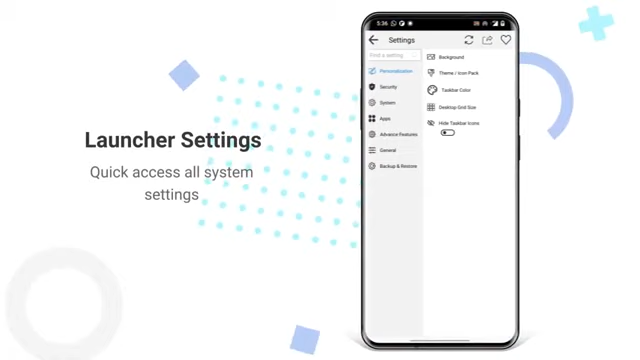 Launcher Settings
Quick access all system
settings
5:36
Settings
Find a setting
Personalization
Security
System
Apps
Advance Features
General
Backup & Restore
Background
Theme / Icon Pack
Taskbar Color
Desktop Grid Size
Hide Taskbar Icons